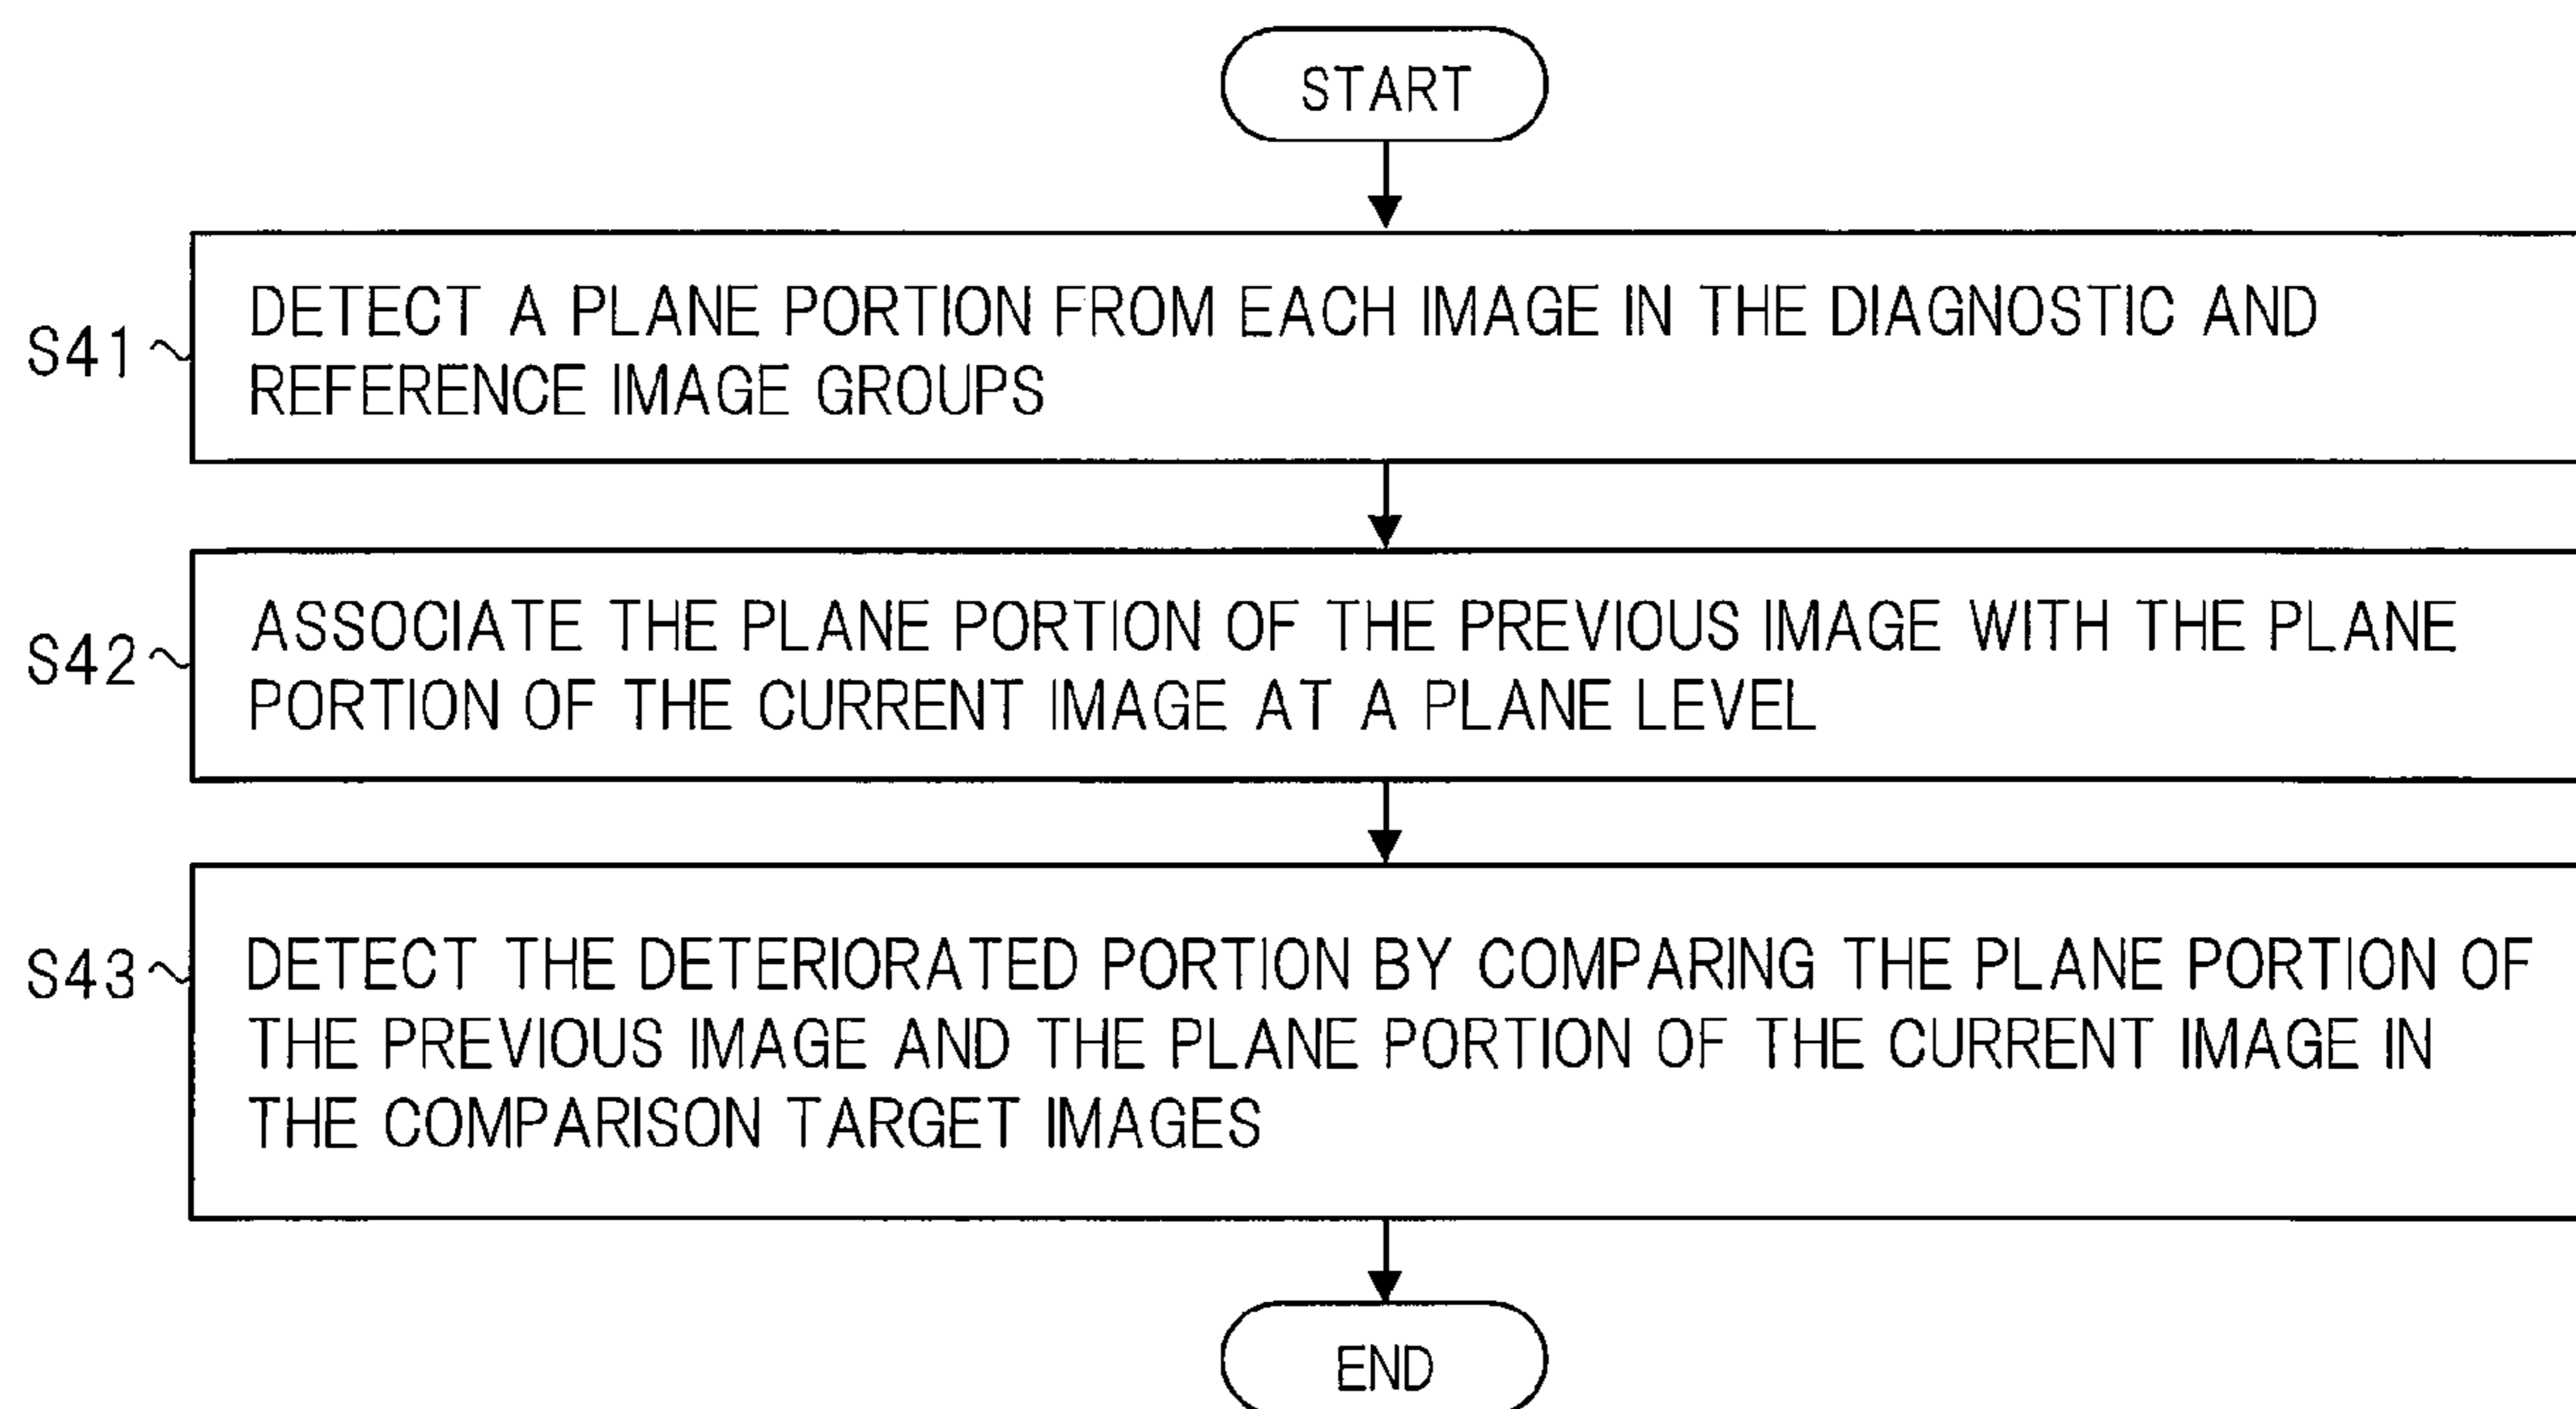 START
S41
DETECT A PLANE PORTION FROM EACH IMAGE IN THE DIAGNOSTIC AND
REFERENCE IMAGE GROUPS
S42
ASSOCIATE THE PLANE PORTION OF THE PREVIOUS IMAGE WITH THE PLANE
PORTION OF THE CURRENT IMAGE AT A PLANE LEVEL
S43
DETECT THE DETERIORATED PORTION BY COMPARING THE PLANE PORTION OF
THE PREVIOUS IMAGE AND THE PLANE PORTION OF THE CURRENT IMAGE IN
THE COMPARISON TARGET IMAGES
END